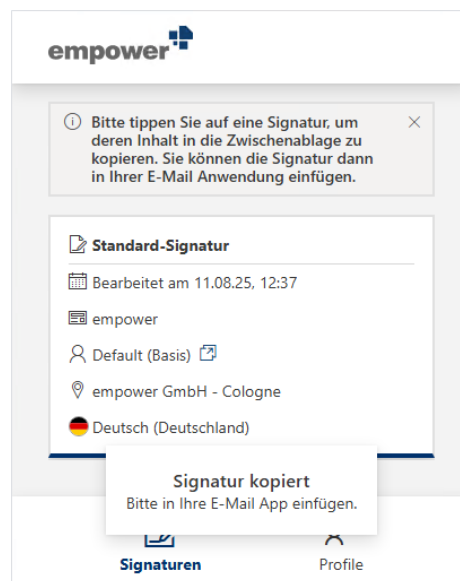 empower
Bitte tippen Sie auf eine Signatur, um
deren Inhalt in die Zwischenablage zu
kopieren. Sie können die Signatur dann
in Ihrer E-Mail Anwendung einfügen.
Standard-Signatur
Bearbeitet am 11.08.25, 12:37
empower
Default (Basis)
empower GmbH - Cologne
Deutsch (Deutschland)
Signatur kopiert
Bitte in Ihre E-Mail App einfügen.
Signaturen
Profile